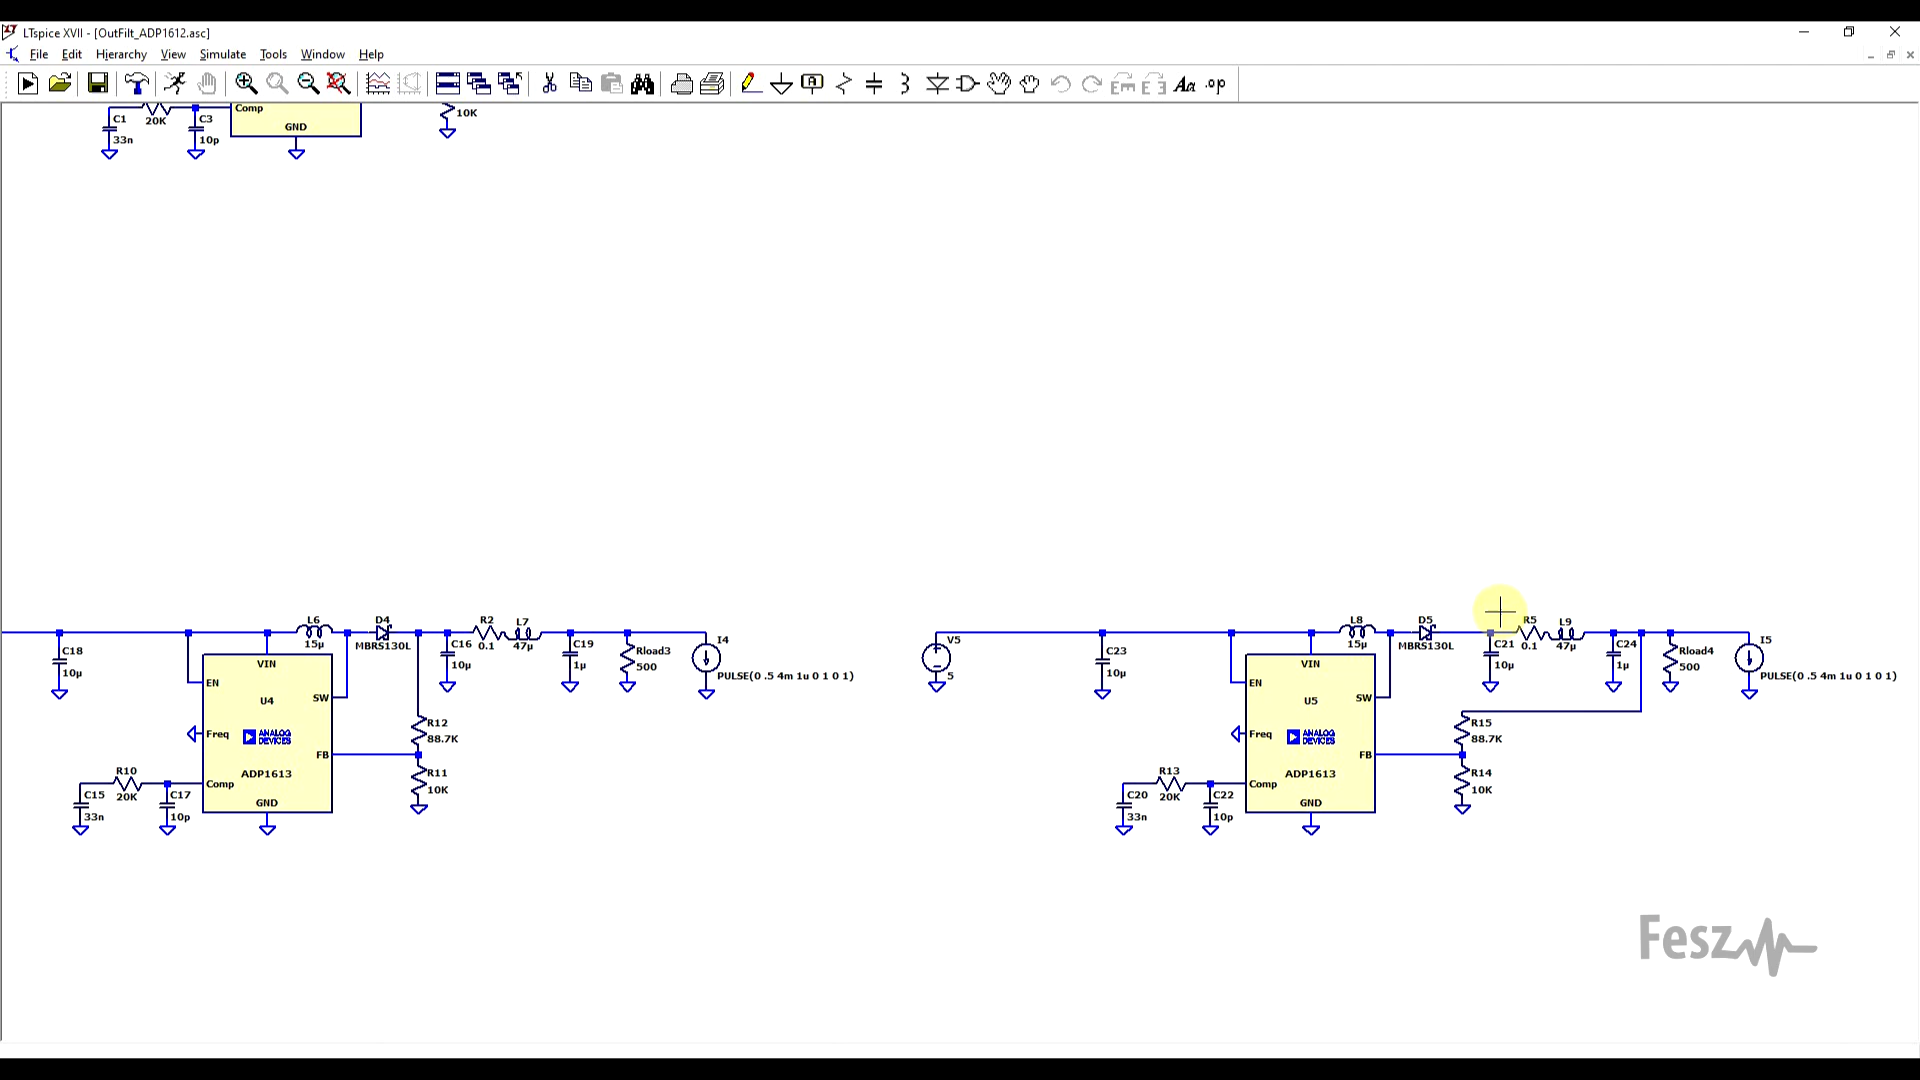 LTspice XVII - [OutFilt_ADP1612.asc]
File Edit Hierarchy View Simulate Tools Window Help
Aa .op
C1
33n
20K
C3
10p
Comp
GND
10K
C18
10µ
L6
15µ
D4
MBRS130L
C16
10µ
R2
0.1
L7
47µ
C19
1µ
Rload3
500
I4
PULSE(0 .5 4m 1u 0 1 0 1)
VIN
EN
U4
SW
Freq
ANALOG
DEVICES
FB
ADP1613
Comp
GND
R12
88.7K
R11
10K
R10
20K
C15
33n
C17
10p
V5
5
C23
10µ
L8
15µ
D5
MBRS130L
C21
10µ
R5
0.1
L9
47µ
C24
1µ
Rload4
500
I5
PULSE(0 .5 4m 1u 0 1 0 1)
VIN
EN
U5
SW
Freq
ANALOG
DEVICES
FB
ADP1613
Comp
GND
R15
88.7K
R14
10K
R13
20K
C20
33n
C22
10p
Fesz